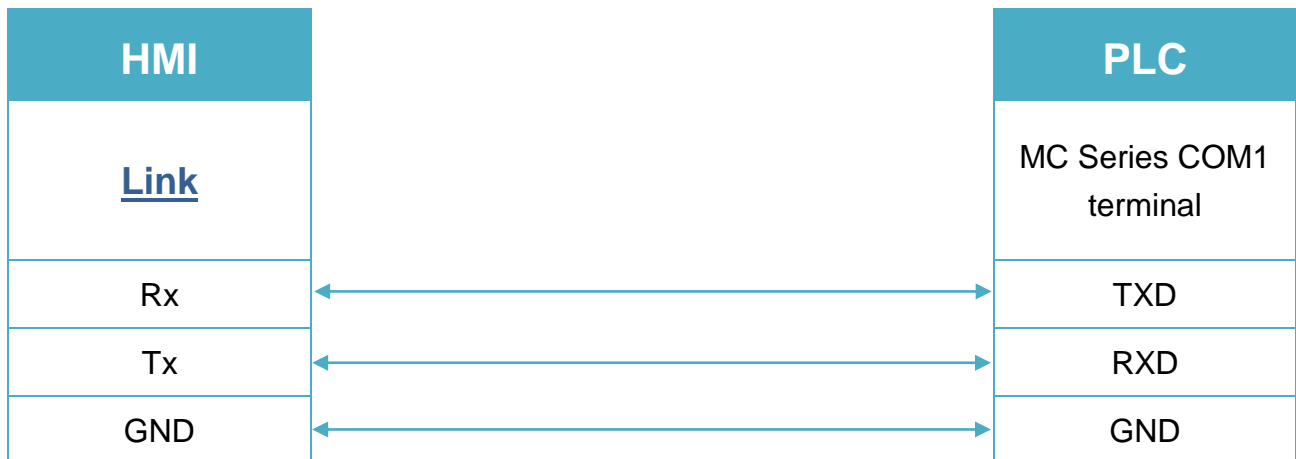 HMI PLC
Link MC Series COM1
terminal
Rx TXD
Tx RXD
GND GND